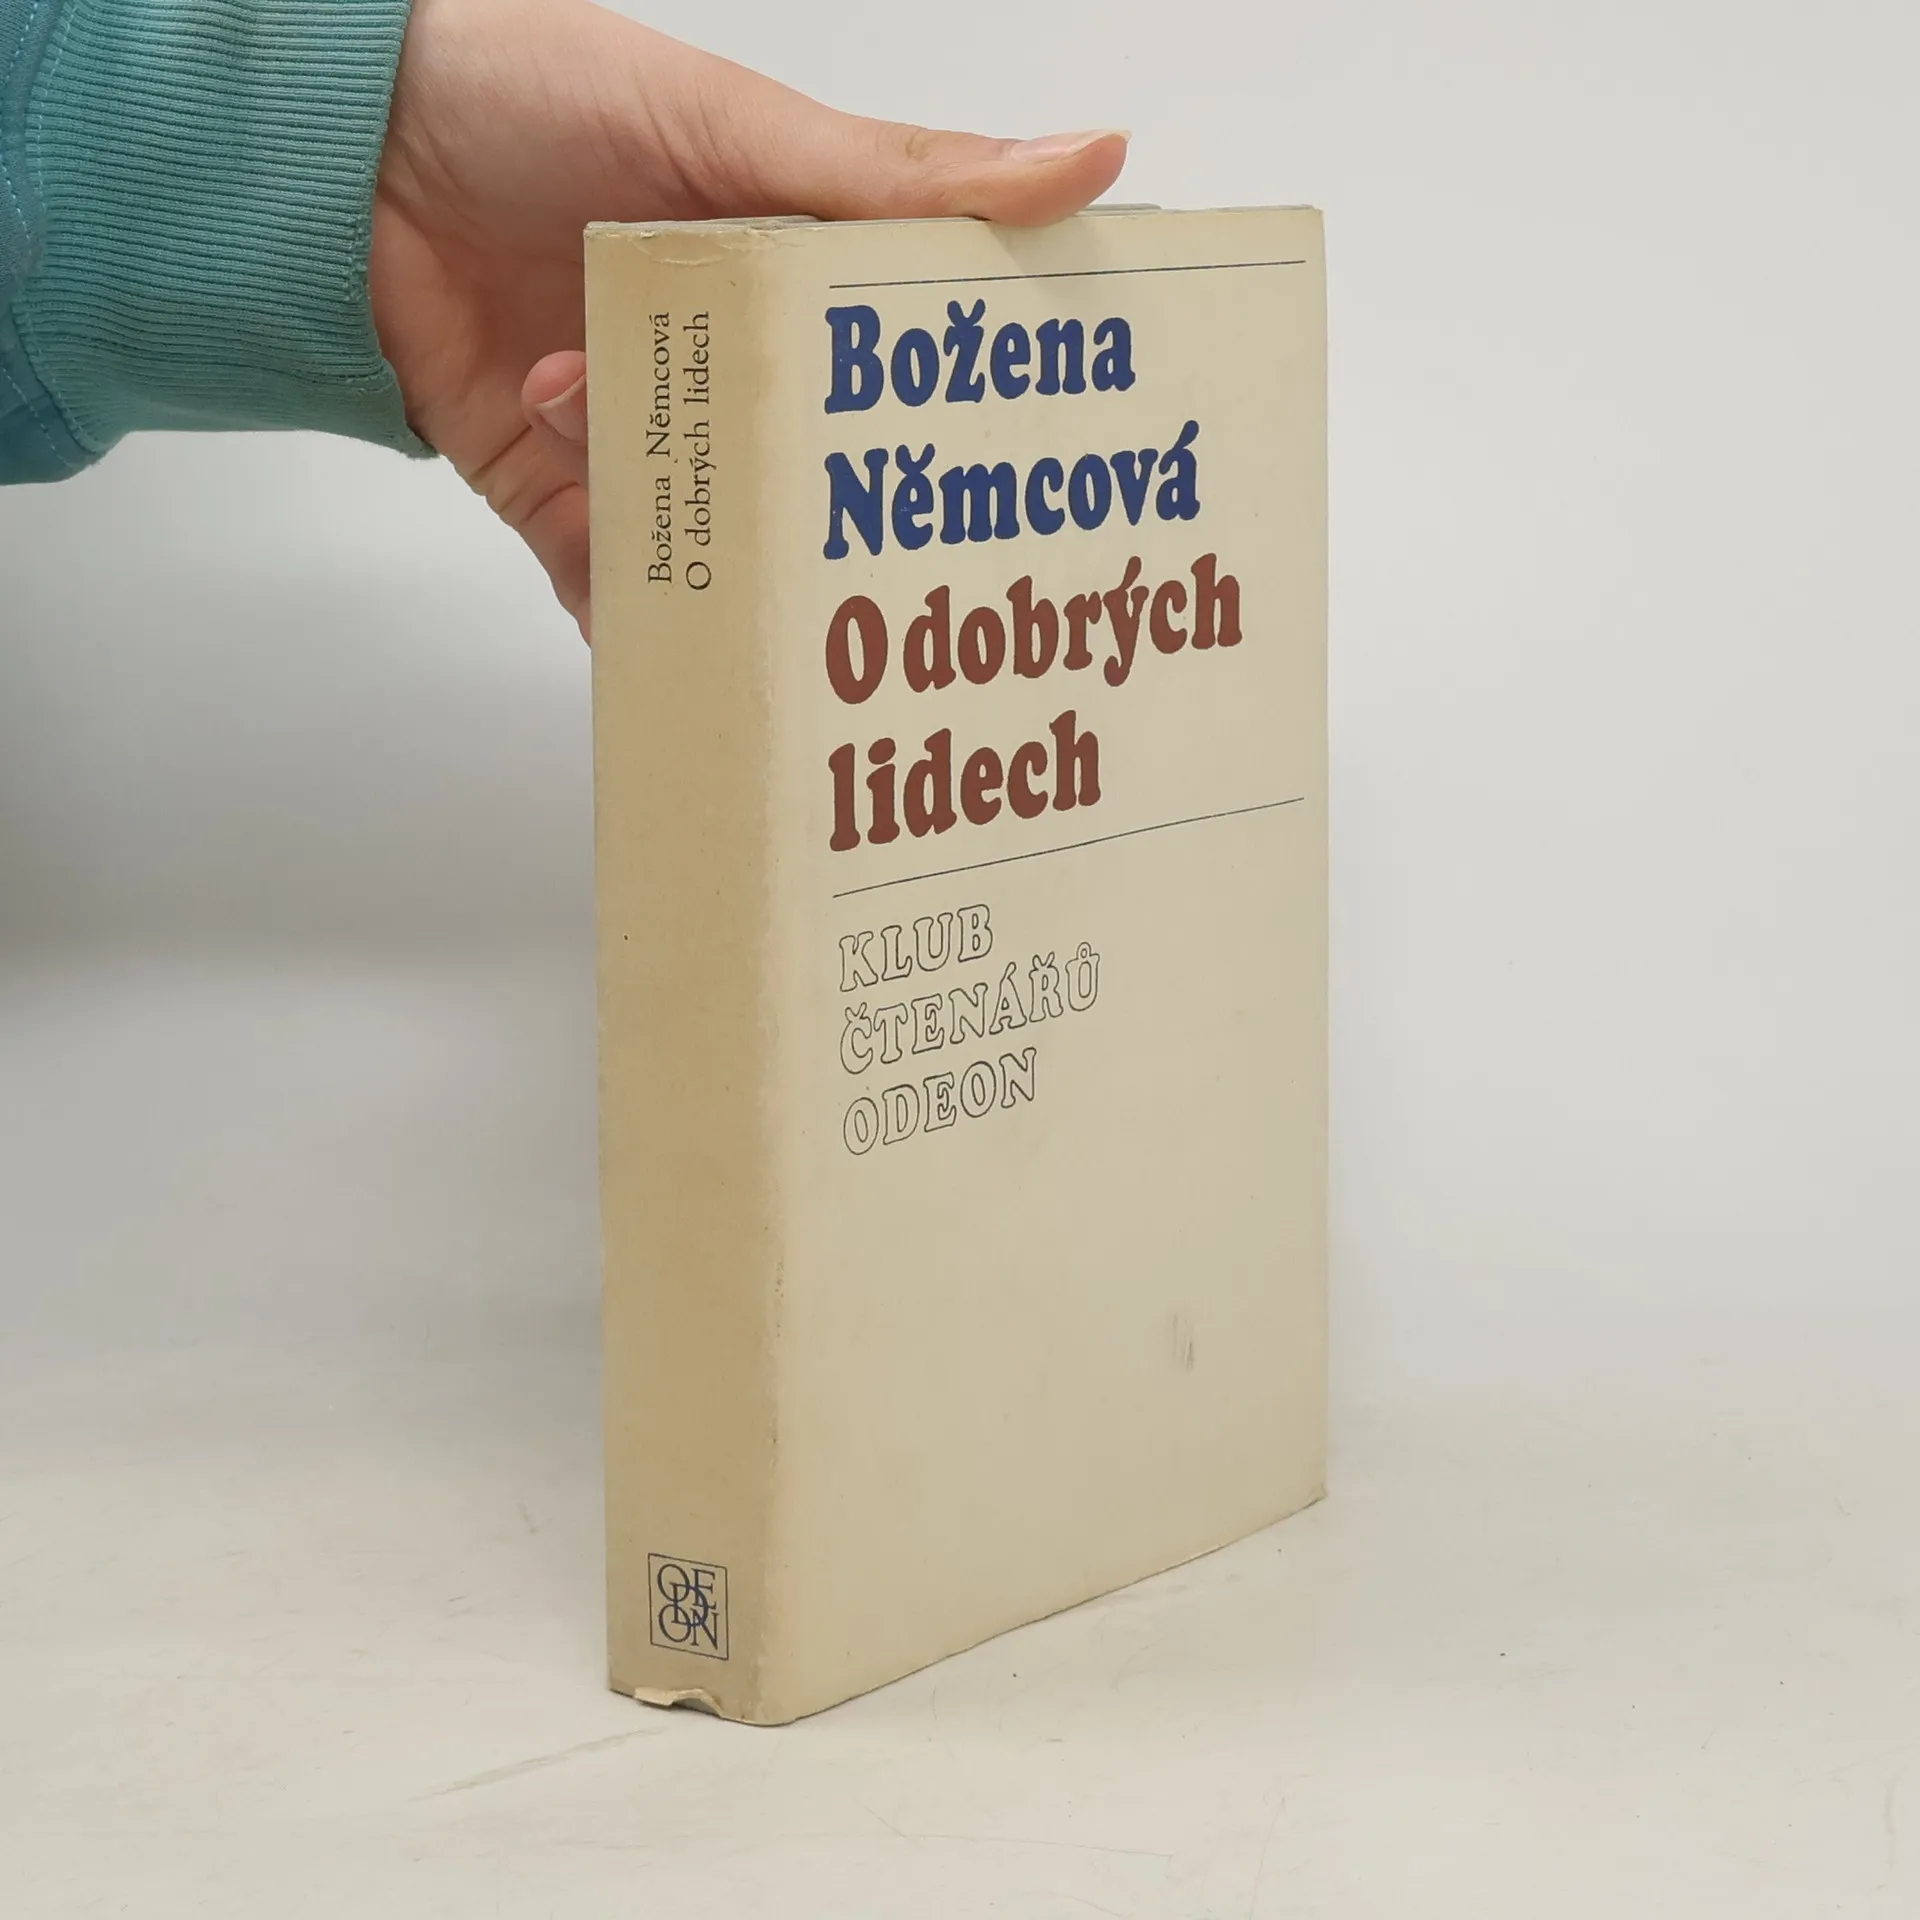 Božena Němcová
O dobrých lidech
Božena
Němcová
O dobrých
lidech
KLUB
ČTENÁŘŮ
ODEON
ODEON